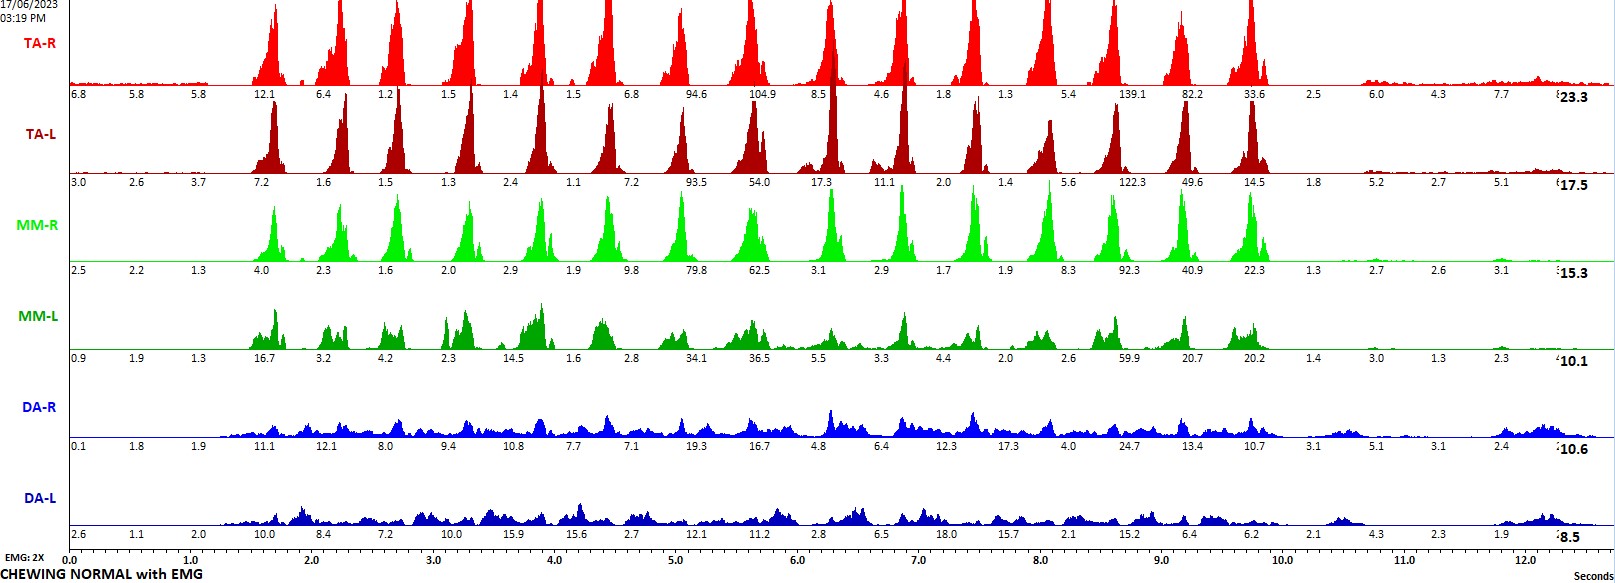 17/06/2023
03:19 PM
TA-R
6.8 5.8 5.8 12.1 6.4 1.2 1.5 1.4 1.5 6.8 94.6 104.9 8.5 4.6 1.8 1.3 5.4 139.1 82.2 33.6 2.5 6.0 4.3 7.7 23.3
TA-L
3.0 2.6 3.7 7.2 1.6 1.5 1.3 2.4 1.1 7.2 93.5 54.0 17.3 11.1 2.0 1.4 5.6 122.3 49.6 14.5 1.8 5.2 2.7 5.1 17.5
MM-R
2.5 2.2 1.3 4.0 2.3 1.6 2.0 2.9 1.9 9.8 79.8 62.5 3.1 2.9 1.7 1.9 8.3 92.3 40.9 22.3 1.3 2.7 2.6 3.1 15.3
MM-L
0.9 1.9 1.3 16.7 3.2 4.2 2.3 14.5 1.6 2.8 34.1 36.5 5.5 3.3 4.4 2.0 2.6 59.9 20.7 20.2 1.4 3.0 1.3 2.3 10.1
DA-R
0.1 1.8 1.9 11.1 12.1 8.0 9.4 10.8 7.7 7.1 19.3 16.7 4.8 6.4 12.3 17.3 4.0 24.7 13.4 10.7 3.1 5.1 3.1 2.4 10.6
DA-L
2.6 1.1 2.0 10.0 8.4 7.2 10.0 15.9 15.6 2.7 12.1 11.2 2.8 6.5 18.0 15.7 2.1 15.2 6.4 6.2 2.1 4.3 2.3 1.9 8.5
EMG: 2X
0.0 1.0 2.0 3.0 4.0 5.0 6.0 7.0 8.0 9.0 10.0 11.0 12.0
CHEWING NORMAL with EMG
Seconds